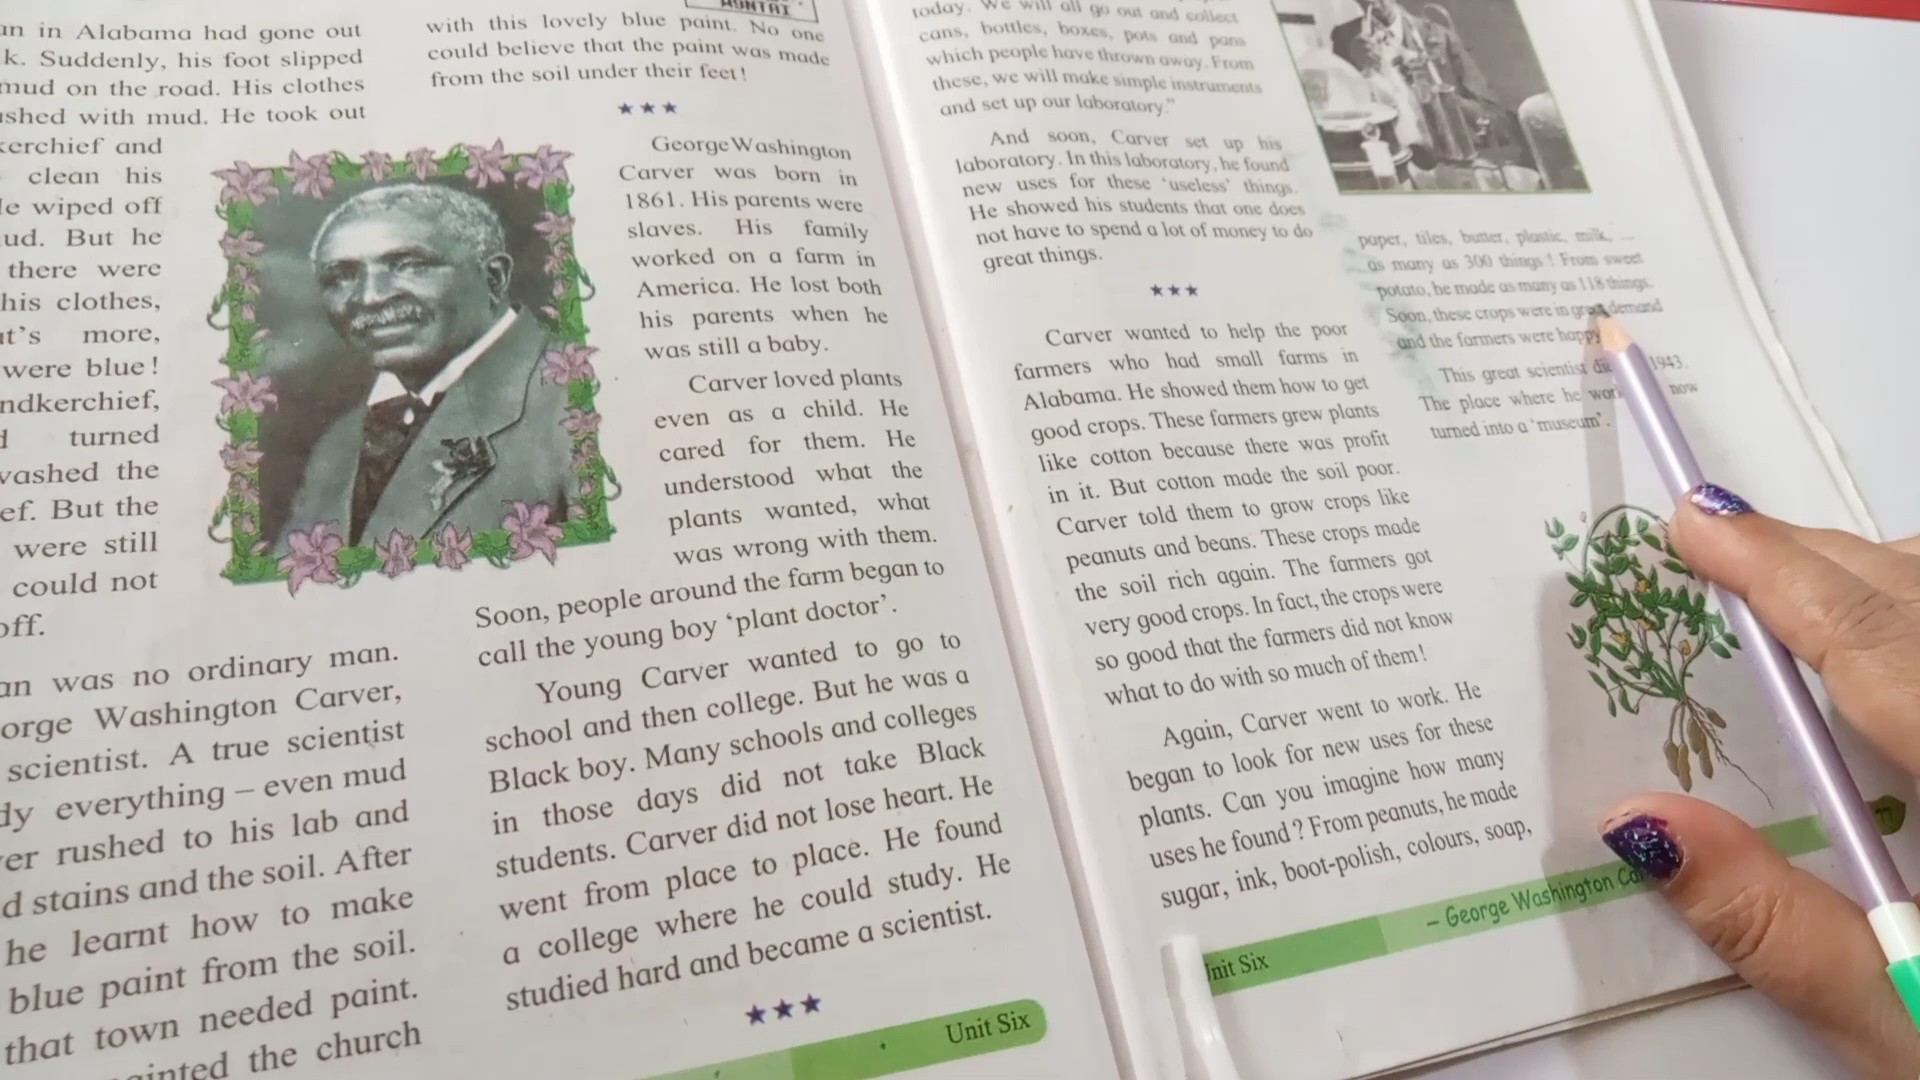 an in Alabama had gone out
k. Suddenly, his foot slipped
mud on the road. His clothes
shed with mud. He took out
kerchief and
clean his
He wiped off
ud. But he
there were
his clothes,
at's more,
were blue!
ndkerchief,
d turned
washed the
ef. But the
were still
could not
off.
an was no ordinary man.
orge Washington Carver,
scientist. A true scientist
dy everything – even mud
er rushed to his lab and
d stains and the soil. After
he learnt how to make
blue paint from the soil.
that town needed paint.
ainted the church
with this lovely blue paint. No one
could believe that the paint was made
from the soil under their feet!
★★★
George Washington
Carver was born in
1861. His parents were
slaves. His family
worked on a farm in
America. He lost both
his parents when he
was still a baby.
Carver loved plants
even as a child. He
cared for them. He
understood what the
plants wanted, what
was wrong with them.
Soon, people around the farm began to
call the young boy 'plant doctor'.
Young Carver wanted to go to
school and then college. But he was a
Black boy. Many schools and colleges
in those days did not take Black
students. Carver did not lose heart. He
went from place to place. He found
a college where he could study. He
studied hard and became a scientist.
★★★
Unit Six
today. We will all go out and collect
cans, bottles, boxes, pots and pans
which people have thrown away. From
these, we will make simple instruments
and set up our laboratory."
And soon, Carver set up his
laboratory. In this laboratory, he found
new uses for these 'useless' things.
He showed his students that one does
not have to spend a lot of money to do
great things.
★★★
Carver wanted to help the poor
farmers who had small farms in
Alabama. He showed them how to get
good crops. These farmers grew plants
like cotton because there was profit
in it. But cotton made the soil poor.
Carver told them to grow crops like
peanuts and beans. These crops made
the soil rich again. The farmers got
very good crops. In fact, the crops were
so good that the farmers did not know
what to do with so much of them!
Again, Carver went to work. He
began to look for new uses for these
plants. Can you imagine how many
uses he found? From peanuts, he made
sugar, ink, boot-polish, colours, soap,
paper, tiles, butter, plastic, milk, ...
as many as 300 things! From sweet
potato, he made as many as 118 things.
Soon, these crops were in great demand
and the farmers were happy
This great scientist di 1943.
The place where he wor now
turned into a 'museum'.
– George Washington Ca
77
Unit Six